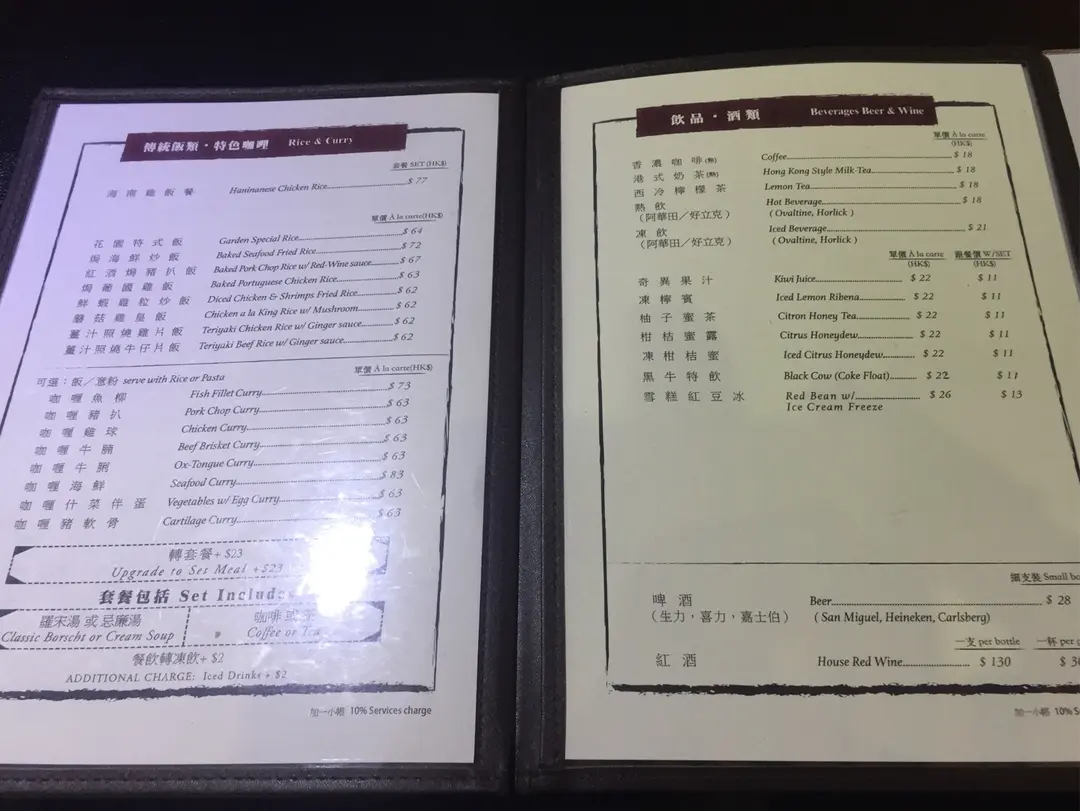 傳統飯類・特色咖喱 Rice & Curry
套餐 SET (HK$)
海南雞飯餐 Haninanese Chicken Rice $ 77
單價 À la carte(HK$)
花園特式飯 Garden Special Rice $ 64
焗海鮮炒飯 Baked Seafood Fried Rice $ 72
紅酒焗豬扒飯 Baked Pork Chop Rice w/ Red-Wine sauce $ 67
焗葡國雞飯 Baked Portuguese Chicken Rice $ 63
鮮蝦雞粒炒飯 Diced Chicken & Shrimps Fried Rice $ 62
蘑菇雞皇飯 Chicken a la King Rice w/ Mushroom $ 62
薑汁照燒雞片飯 Teriyaki Chicken Rice w/ Ginger sauce $ 62
薑汁照燒牛仔片飯 Teriyaki Beef Rice w/ Ginger sauce $ 62
單價 À la carte(HK$)
可選：飯／意粉 serve with Rice or Pasta
咖喱魚柳 Fish Fillet Curry $ 73
咖喱豬扒 Pork Chop Curry $ 63
咖喱雞球 Chicken Curry $ 63
咖喱牛腩 Beef Brisket Curry $ 63
咖喱牛脷 Ox-Tongue Curry $ 63
咖喱海鮮 Seafood Curry $ 83
咖喱什菜伴蛋 Vegetables w/ Egg Curry $ 63
咖喱豬軟骨 Cartilage Curry $ 63
轉套餐+ $23
Upgrade to Set Meal +$23
套餐包括 Set Includes
羅宋湯 或 忌廉湯 咖啡 或 茶
Classic Borscht or Cream Soup Coffee or Tea
餐飲轉凍飲+ $2
ADDITIONAL CHARGE: Iced Drinks + $2
加一小帳 10% Services charge
飲品・酒類 Beverages Beer & Wine
單價 À la carte
(HK$)
香濃咖啡(熱) Coffee $ 18
港式奶茶(熱) Hong Kong Style Milk-Tea $ 18
西冷檸檬茶 Lemon Tea $ 18
熱飲 Hot Beverage $ 18
（阿華田／好立克） ( Ovaltine, Horlick )
凍飲 Iced Beverage $ 21
（阿華田／好立克） ( Ovaltine, Horlick )
單價 À la carte 跟餐價 W/SET
(HK$) (HK$)
奇異果汁 Kiwi Juice $ 22 $ 11
凍檸賓 Iced Lemon Ribena $ 22 $ 11
柚子蜜茶 Citron Honey Tea $ 22 $ 11
柑桔蜜露 Citrus Honeydew $ 22 $ 11
凍柑桔蜜 Iced Citrus Honeydew $ 22 $ 11
黑牛特飲 Black Cow (Coke Float) $ 22 $ 11
雪糕紅豆冰 Red Bean w/ $ 26 $ 13
Ice Cream Freeze
細支裝 Small
啤酒 Beer $ 28
（生力，喜力，嘉士伯） ( San Miguel, Heineken, Carlsberg)
一支 per bottle 一杯 per
紅酒 House Red Wine $ 130 $
加一小帳 10%